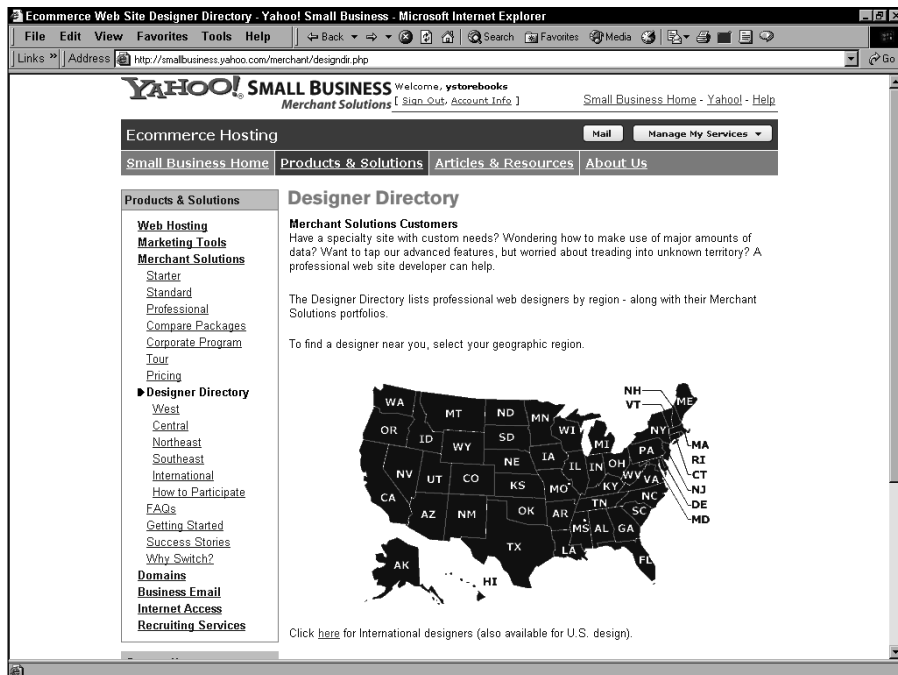 Ecommerce Web Site Designer Directory - Yahoo! Small Business - Microsoft Internet Explorer
File Edit View Favorites Tools Help
Back Search Favorites Media
Links » Address http://smallbusiness.yahoo.com/merchant/designdir.php Go
YAHOO! SMALL BUSINESS
Merchant Solutions
Welcome, ystorebooks
[ Sign Out, Account Info ]
Small Business Home - Yahoo! - Help
Ecommerce Hosting
Mail
Manage My Services
Small Business Home
Products & Solutions
Articles & Resources
About Us
Products & Solutions
Web Hosting
Marketing Tools
Merchant Solutions
Starter
Standard
Professional
Compare Packages
Corporate Program
Tour
Pricing
Designer Directory
West
Central
Northeast
Southeast
International
How to Participate
FAQs
Getting Started
Success Stories
Why Switch?
Domains
Business Email
Internet Access
Recruiting Services
Designer Directory
Merchant Solutions Customers
Have a specialty site with custom needs? Wondering how to make use of major amounts of
data? Want to tap our advanced features, but worried about treading into unknown territory? A
professional web site developer can help.
The Designer Directory lists professional web designers by region - along with their Merchant
Solutions portfolios.
To find a designer near you, select your geographic region.
NH
VT
ME
WA
MT
ND
MN
OR
ID
WY
SD
WI
MI
NY
MA
RI
CT
NJ
DE
MD
NV
UT
CO
NE
KS
IA
MO
IL
IN
OH
PA
WV
VA
KY
CA
AZ
NM
OK
AR
TN
NC
SC
TX
LA
MS
AL
GA
FL
AK
HI
Click here for International designers (also available for U.S. design).